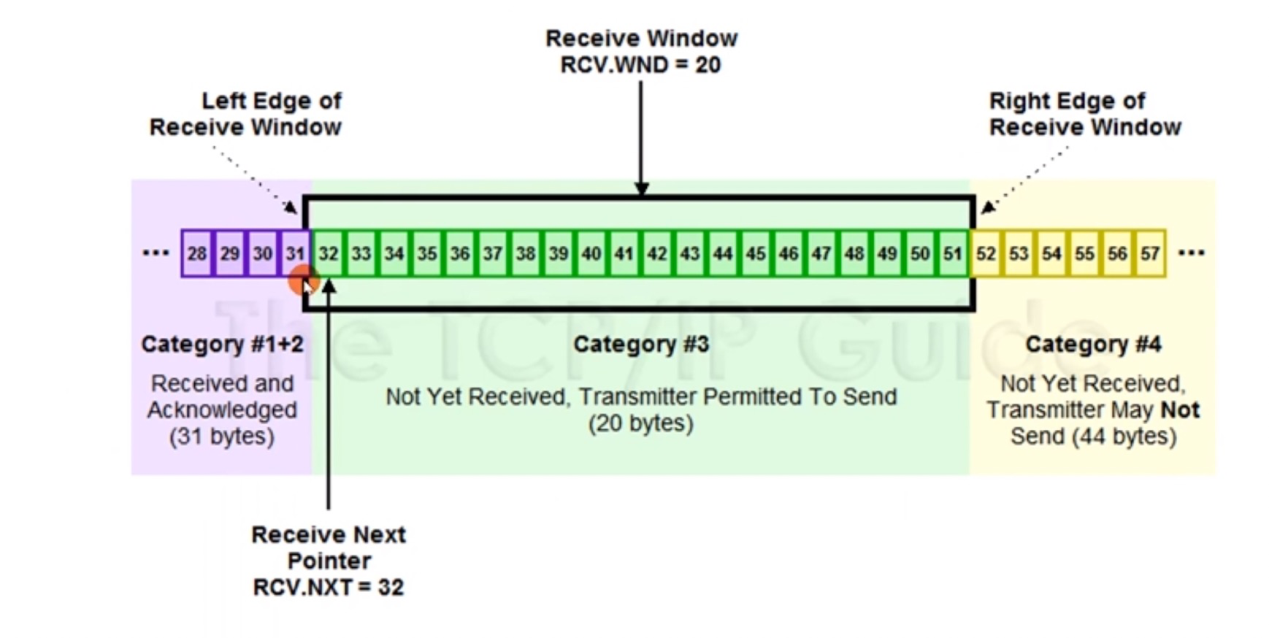 Receive Window
RCV.WND = 20
Left Edge of
Receive Window
Right Edge of
Receive Window
... 28 29 30 31 32 33 34 35 36 37 38 39 40 41 42 43 44 45 46 47 48 49 50 51 52 53 54 55 56 57 ...
The TCP/IP Guide
Category #1+2
Received and
Acknowledged
(31 bytes)
Category #3
Not Yet Received, Transmitter Permitted To Send
(20 bytes)
Category #4
Not Yet Received,
Transmitter May Not
Send (44 bytes)
Receive Next
Pointer
RCV.NXT = 32